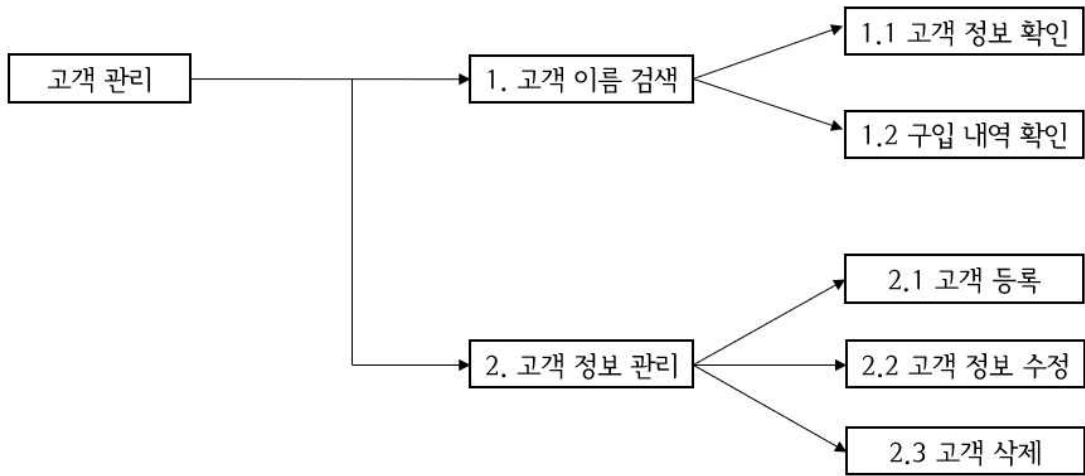 고객 관리
1. 고객 이름 검색
1.1 고객 정보 확인
1.2 구입 내역 확인
2. 고객 정보 관리
2.1 고객 등록
2.2 고객 정보 수정
2.3 고객 삭제